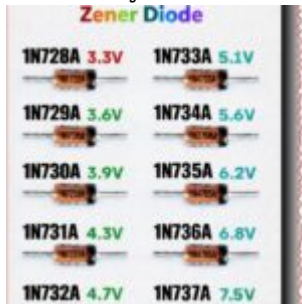 Zener Diode
1N728A 3.3V 1N733A 5.1V
1N729A 3.6V 1N734A 5.6V
1N730A 3.9V 1N735A 6.2V
1N731A 4.3V 1N736A 6.8V
1N732A 4.7V 1N737A 7.5V